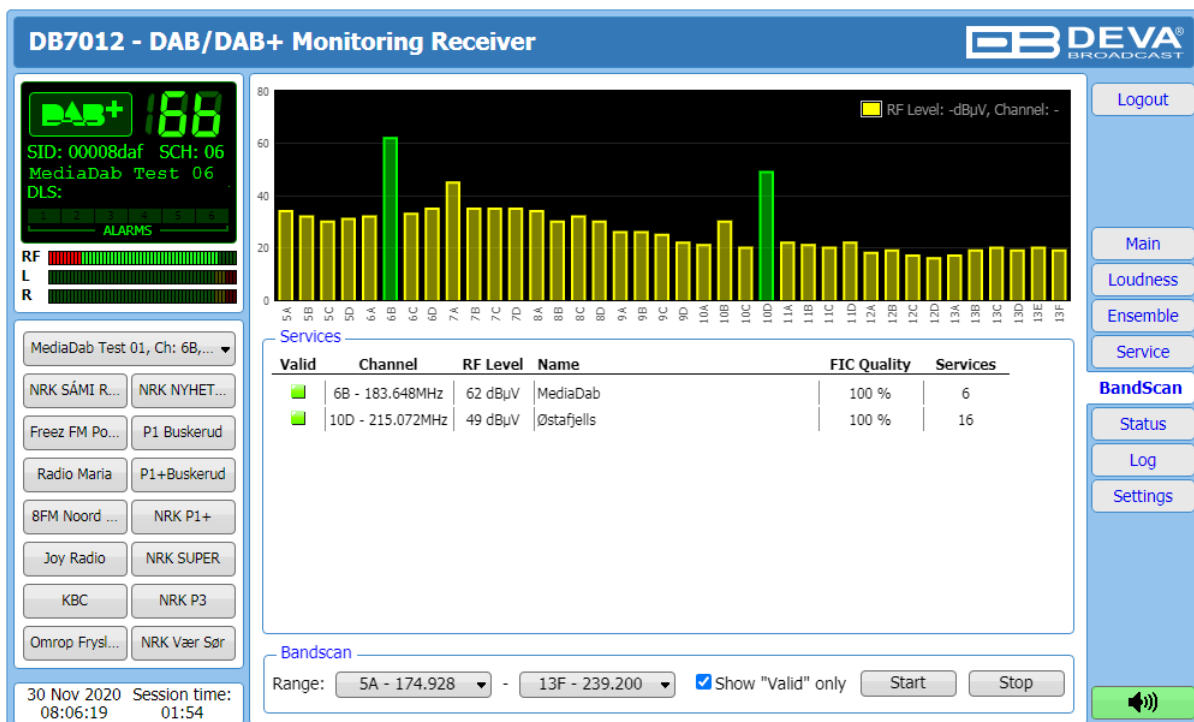 DB7012 - DAB/DAB+ Monitoring Receiver
DEVA®
BROADCAST
DAB+
6b
SID: 00008daf SCH: 06
MediaDab Test 06
DLS:
1 2 3 4 5 6
ALARMS
RF
L
R
MediaDab Test 01, Ch: 6B,...
NRK SÁMI R... NRK NYHET...
Freez FM Po... P1 Buskerud
Radio Maria P1+Buskerud
8FM Noord ... NRK P1+
Joy Radio NRK SUPER
KBC NRK P3
Omrop Frysl... NRK Vær Sør
30 Nov 2020 Session time:
08:06:19 01:54
RF Level: -dBµV, Channel: -
80
60
40
20
0
5A 5B 5C 5D 6A 6B 6C 6D 7A 7B 7C 7D 8A 8B 8C 8D 9A 9B 9C 9D 10A 10B 10C 10D 11A 11B 11C 11D 12A 12B 12C 12D 13A 13B 13C 13D 13E 13F
Services
Valid Channel RF Level Name FIC Quality Services
6B - 183.648MHz 62 dBµV MediaDab 100 % 6
10D - 215.072MHz 49 dBµV Østafjells 100 % 16
Bandscan
Range: 5A - 174.928 - 13F - 239.200 Show "Valid" only Start Stop
Logout
Main
Loudness
Ensemble
Service
BandScan
Status
Log
Settings